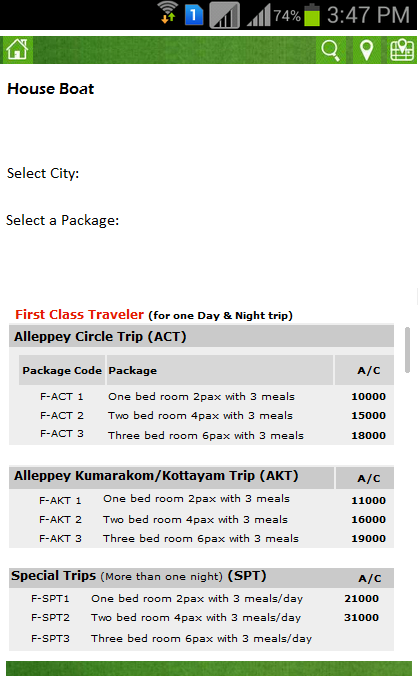 1 74% 3:47 PM
House Boat
Select City:
Select a Package:
First Class Traveler (for one Day & Night trip)
Alleppey Circle Trip (ACT)
Package Code Package A/C
F-ACT 1 One bed room 2pax with 3 meals 10000
F-ACT 2 Two bed room 4pax with 3 meals 15000
F-ACT 3 Three bed room 6pax with 3 meals 18000
Alleppey Kumarakom/Kottayam Trip (AKT) A/C
F-AKT 1 One bed room 2pax with 3 meals 11000
F-AKT 2 Two bed room 4pax with 3 meals 16000
F-AKT 3 Three bed room 6pax with 3 meals 19000
Special Trips (More than one night) (SPT) A/C
F-SPT1 One bed room 2pax with 3 meals/day 21000
F-SPT2 Two bed room 4pax with 3 meals/day 31000
F-SPT3 Three bed room 6pax with 3 meals/day